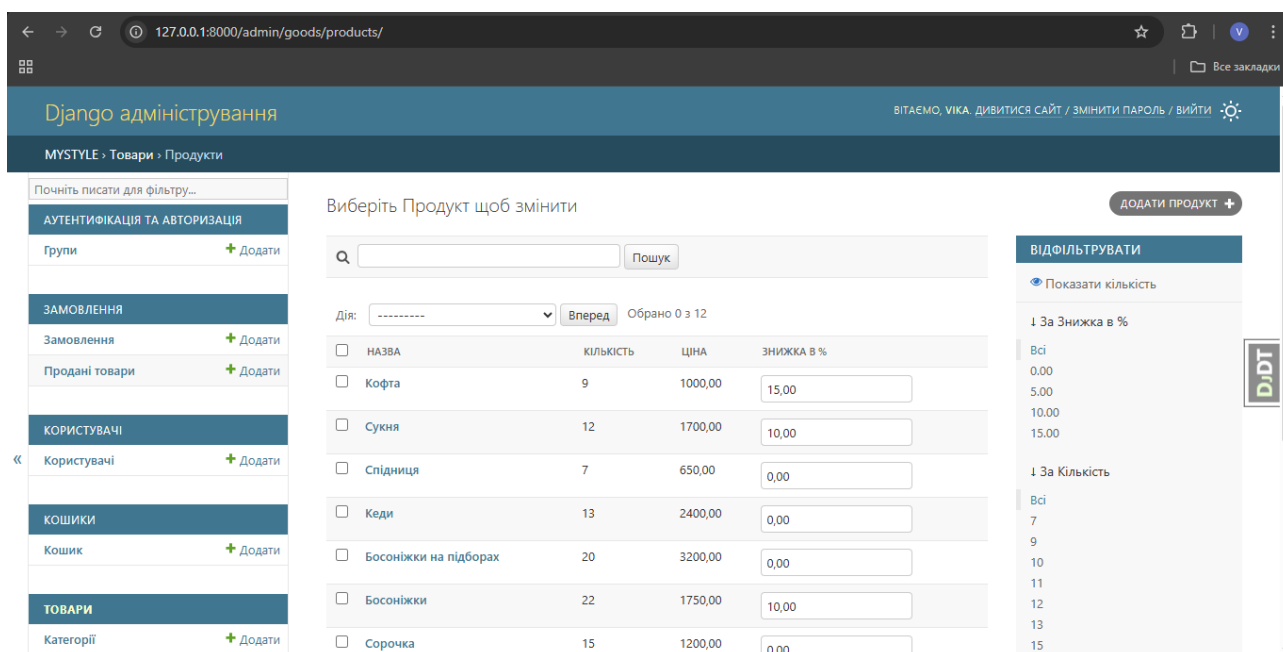 127.0.0.1:8000/admin/goods/products/
V
Все закладки
Django адміністрування
ВІТАЄМО, VIKA. ДИВИТИСЯ САЙТ / ЗМІНИТИ ПАРОЛЬ / ВИЙТИ
MYSTYLE › Товари › Продукти
Почніть писати для фільтру...
АУТЕНТИФІКАЦІЯ ТА АВТОРИЗАЦІЯ
Групи + Додати
ЗАМОВЛЕННЯ
Замовлення + Додати
Продані товари + Додати
КОРИСТУВАЧІ
« Користувачі + Додати
КОШИКИ
Кошик + Додати
ТОВАРИ
Категорії + Додати
Виберіть Продукт щоб змінити
ДОДАТИ ПРОДУКТ +
Пошук
Дія: --------- Вперед Обрано 0 з 12
НАЗВА КІЛЬКІСТЬ ЦІНА ЗНИЖКА В %
Кофта 9 1000,00 15,00
Сукня 12 1700,00 10,00
Спідниця 7 650,00 0,00
Кеди 13 2400,00 0,00
Босоніжки на підборах 20 3200,00 0,00
Босоніжки 22 1750,00 10,00
Сорочка 15 1200,00 0,00
ВІДФІЛЬТРУВАТИ
Показати кількість
↓ За Знижка в %
Всі
0.00
5.00
10.00
15.00
↓ За Кількість
Всі
7
9
10
11
12
13
15
DJDT